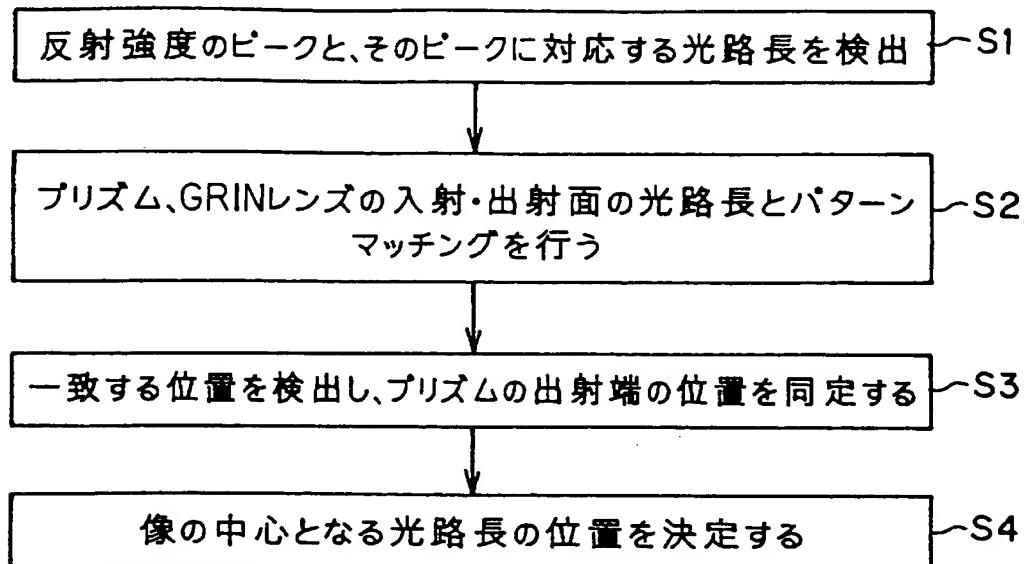 反射強度のピークと、そのピークに対応する光路長を検出 S1
プリズム、GRINレンズの入射・出射面の光路長とパターン
マッチングを行う S2
一致する位置を検出し、プリズムの出射端の位置を同定する S3
像の中心となる光路長の位置を決定する S4